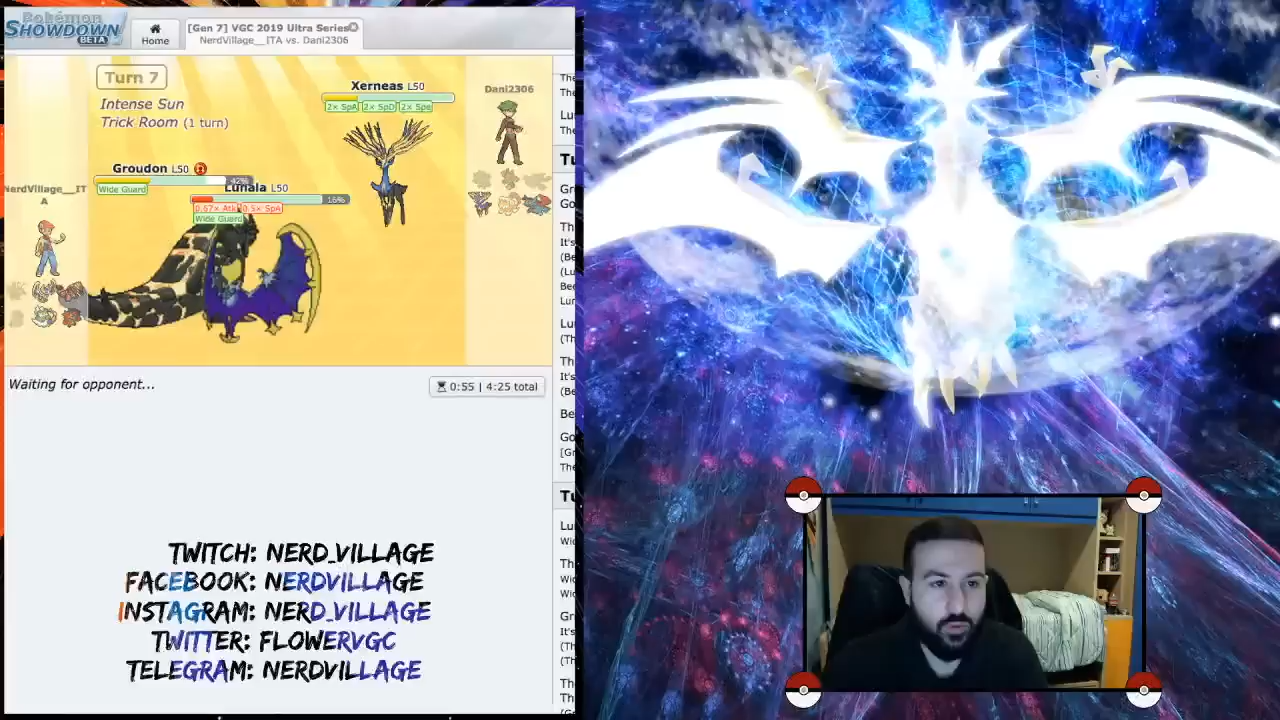 Pokémon
SHOWDOWN
BETA
Home
[Gen 7] VGC 2019 Ultra Series
NerdVillage__ITA vs. Dani2306
Turn 7
Intense Sun
Trick Room (1 turn)
Xerneas L50
2× SpA 2× SpD 2× Spe
Dani2306
Groudon L50
42%
Wide Guard
NerdVillage__IT
A
Lunala L50
16%
0.67× Atk 0.5× SpA
Wide Guard
Waiting for opponent...
0:55 | 4:25 total
TWITCH: NERD_VILLAGE
FACEBOOK: NERDVILLAGE
INSTAGRAM: NERD_VILLAGE
TWITTER: FLOWERVGC
TELEGRAM: NERDVILLAGE